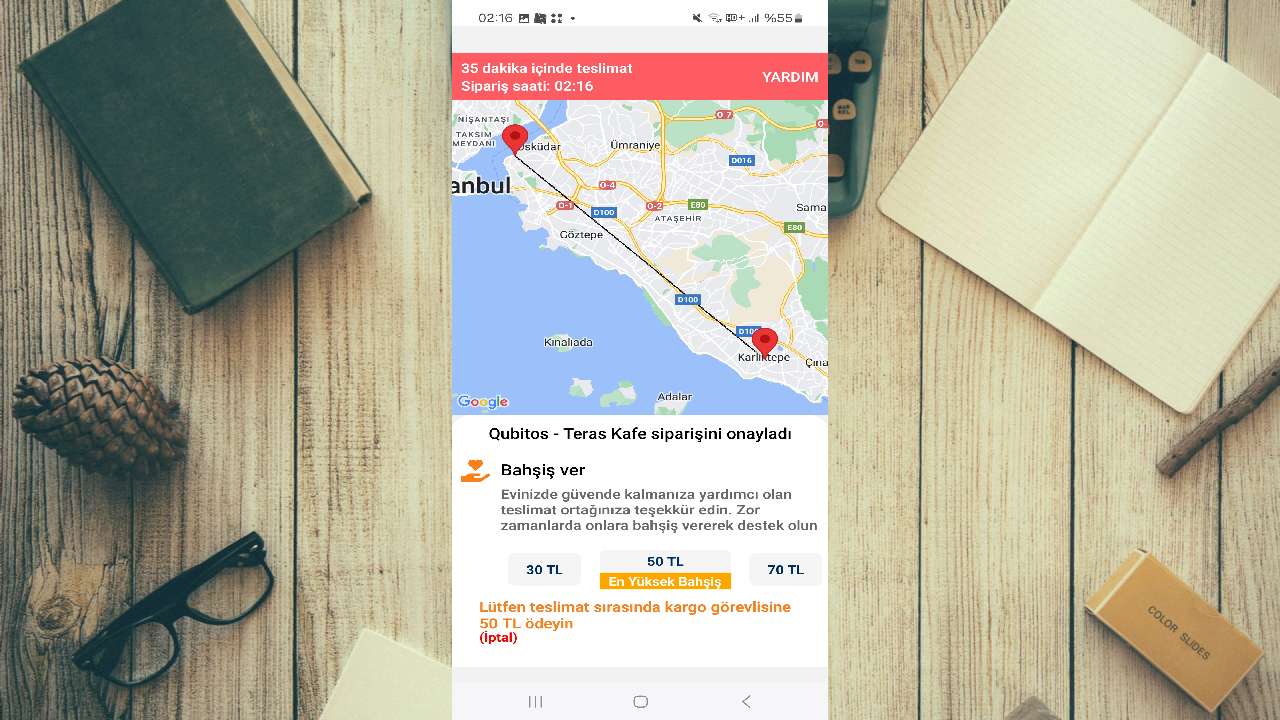 02:16
%55
35 dakika içinde teslimat
YARDIM
Sipariş saati: 02:16
NİŞANTAŞI
TAKSIM
MEYDANI
Üsküdar
Ümraniye
O-7
D016
anbul
O-4
O-1
D100
O-2
E80
ATAŞEHİR
Sama
E80
Göztepe
D100
D100
Karlıktepe
Çına
Kınalıada
Adalar
Google
Qubitos - Teras Kafe siparişini onayladı
Bahşiş ver
Evinizde güvende kalmanıza yardımcı olan
teslimat ortağınıza teşekkür edin. Zor
zamanlarda onlara bahşiş vererek destek olun
30 TL
50 TL
70 TL
En Yüksek Bahşiş
Lütfen teslimat sırasında kargo görevlisine
50 TL ödeyin
(İptal)
COLOR SLIDES